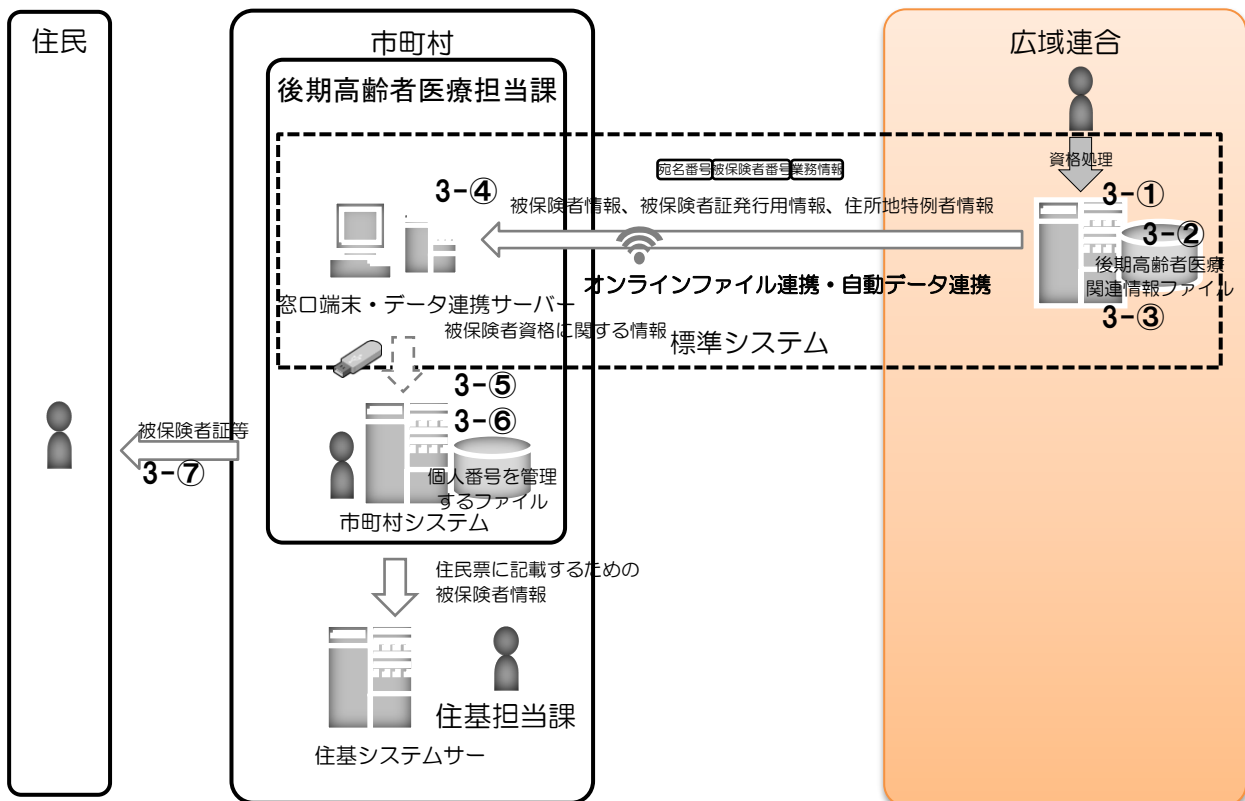 住民
市町村
広域連合
後期高齢者医療担当課
資格処理
宛名番号 被保険者番号 業務情報
3-④
被保険者情報、被保険者証発行用情報、住所地特例者情報
3-①
3-②
後期高齢者医療
関連情報ファイル
3-③
オンラインファイル連携・自動データ連携
窓口端末・データ連携サーバー
被保険者資格に関する情報
標準システム
3-⑤
3-⑥
被保険者証等
3-⑦
個人番号を管理
するファイル
市町村システム
住民票に記載するための
被保険者情報
住基担当課
住基システムサー